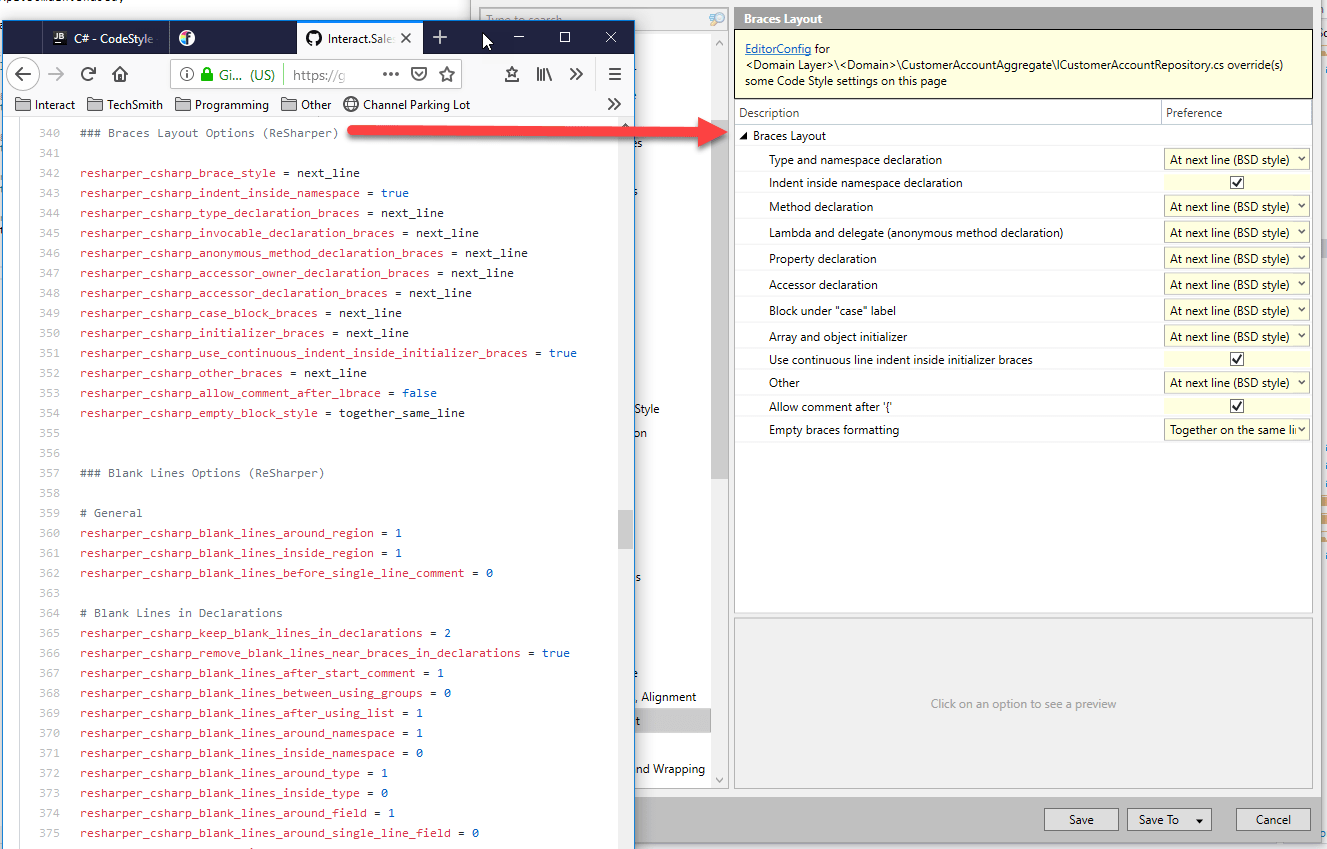 Type to search
C# - CodeStyle
Interact.Sale
Gi... (US)
https://g
Interact
TechSmith
Programming
Other
Channel Parking Lot
340 ### Braces Layout Options (ReSharper)
341
342 resharper_csharp_brace_style = next_line
343 resharper_csharp_indent_inside_namespace = true
344 resharper_csharp_type_declaration_braces = next_line
345 resharper_csharp_invocable_declaration_braces = next_line
346 resharper_csharp_anonymous_method_declaration_braces = next_line
347 resharper_csharp_accessor_owner_declaration_braces = next_line
348 resharper_csharp_accessor_declaration_braces = next_line
349 resharper_csharp_case_block_braces = next_line
350 resharper_csharp_initializer_braces = next_line
351 resharper_csharp_use_continuous_indent_inside_initializer_braces = true
352 resharper_csharp_other_braces = next_line
353 resharper_csharp_allow_comment_after_lbrace = false
354 resharper_csharp_empty_block_style = together_same_line
355
356
357 ### Blank Lines Options (ReSharper)
358
359 # General
360 resharper_csharp_blank_lines_around_region = 1
361 resharper_csharp_blank_lines_inside_region = 1
362 resharper_csharp_blank_lines_before_single_line_comment = 0
363
364 # Blank Lines in Declarations
365 resharper_csharp_keep_blank_lines_in_declarations = 2
366 resharper_csharp_remove_blank_lines_near_braces_in_declarations = true
367 resharper_csharp_blank_lines_after_start_comment = 1
368 resharper_csharp_blank_lines_between_using_groups = 0
369 resharper_csharp_blank_lines_after_using_list = 1
370 resharper_csharp_blank_lines_around_namespace = 1
371 resharper_csharp_blank_lines_inside_namespace = 0
372 resharper_csharp_blank_lines_around_type = 1
373 resharper_csharp_blank_lines_inside_type = 0
374 resharper_csharp_blank_lines_around_field = 1
375 resharper_csharp_blank_lines_around_single_line_field = 0
Style
on
, Alignment
nd Wrapping
Braces Layout
EditorConfig for
<Domain Layer>\<Domain>\CustomerAccountAggregate\ICustomerAccountRepository.cs override(s)
some Code Style settings on this page
Description Preference
Braces Layout
Type and namespace declaration At next line (BSD style)
Indent inside namespace declaration
Method declaration At next line (BSD style)
Lambda and delegate (anonymous method declaration) At next line (BSD style)
Property declaration At next line (BSD style)
Accessor declaration At next line (BSD style)
Block under "case" label At next line (BSD style)
Array and object initializer At next line (BSD style)
Use continuous line indent inside initializer braces
Other At next line (BSD style)
Allow comment after '{'
Empty braces formatting Together on the same li
Click on an option to see a preview
Save
Save To
Cancel